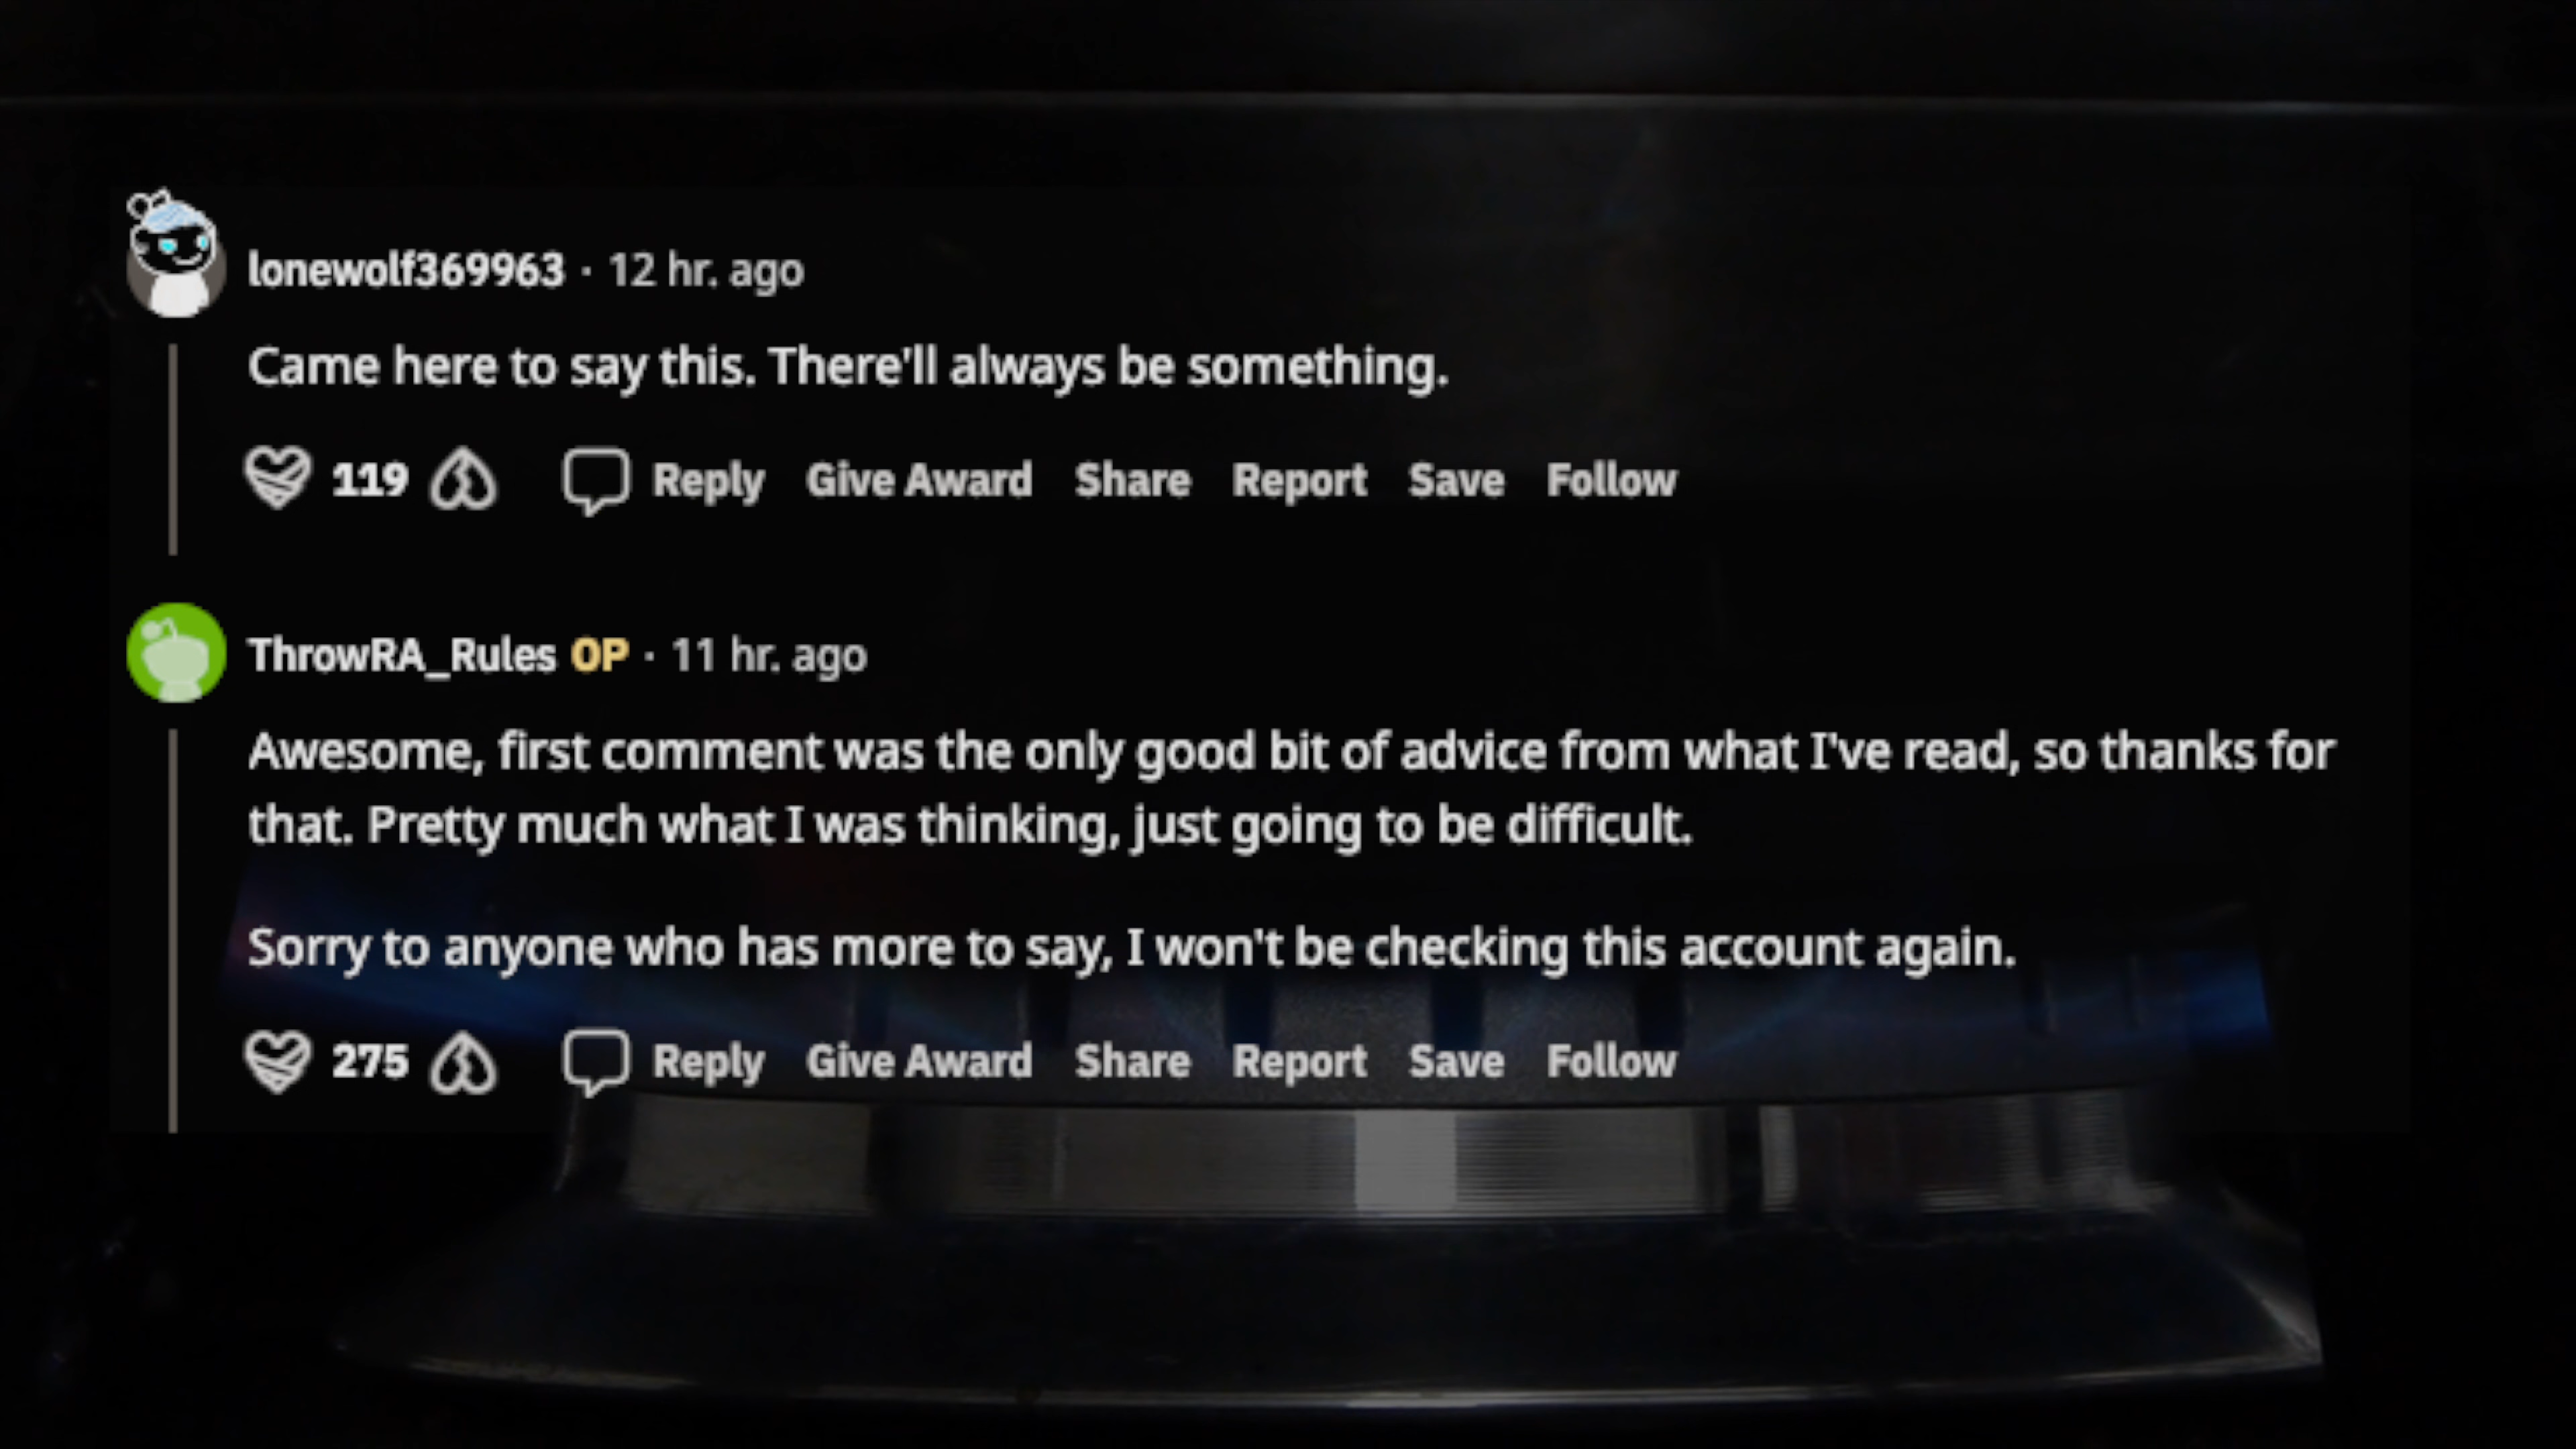 lonewolf369963 · 12 hr. ago
Came here to say this. There'll always be something.
119 Reply Give Award Share Report Save Follow
ThrowRA_Rules OP · 11 hr. ago
Awesome, first comment was the only good bit of advice from what I've read, so thanks for
that. Pretty much what I was thinking, just going to be difficult.
Sorry to anyone who has more to say, I won't be checking this account again.
275 Reply Give Award Share Report Save Follow